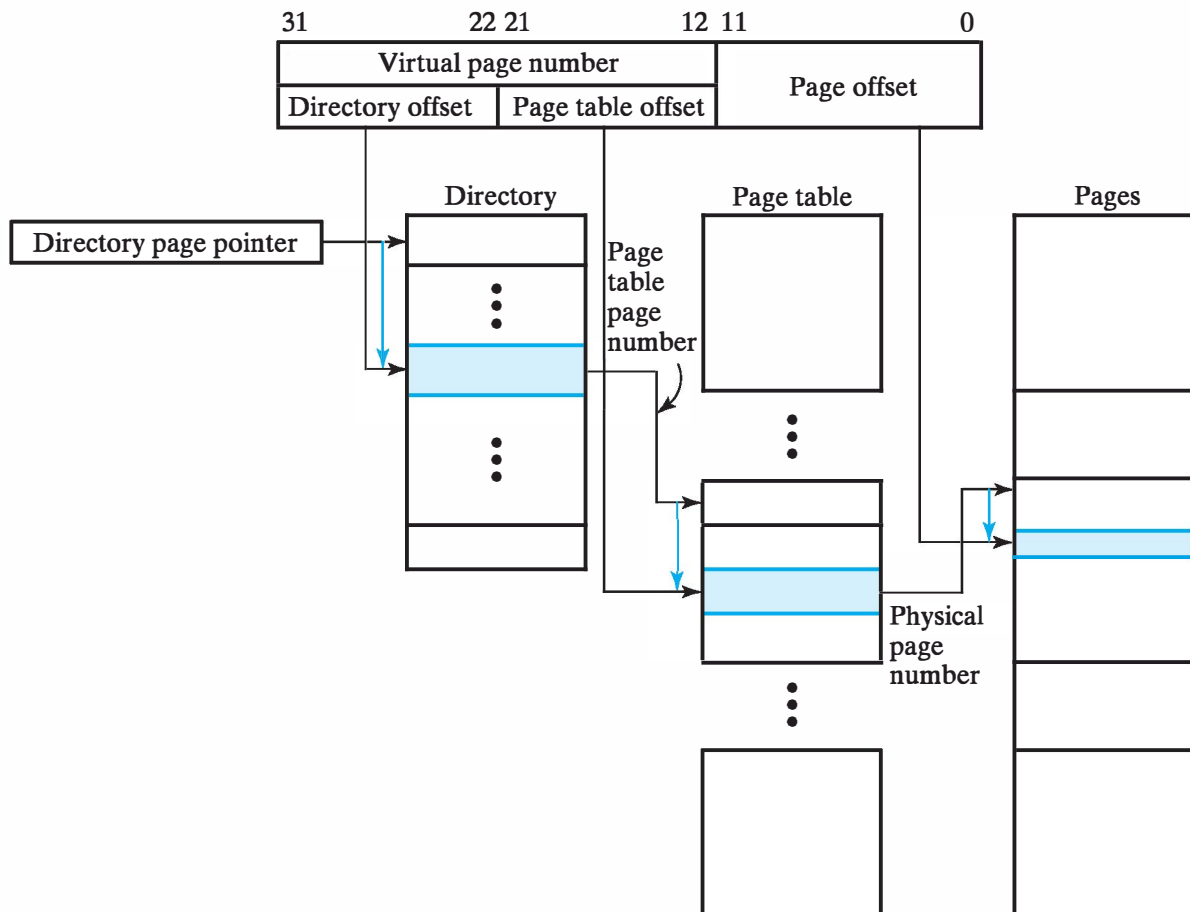 31 22 21 12 11 0
Virtual page number
Page offset
Directory offset
Page table offset
Directory
Page table
Pages
Directory page pointer
Page
table
page
number
Physical
page
number